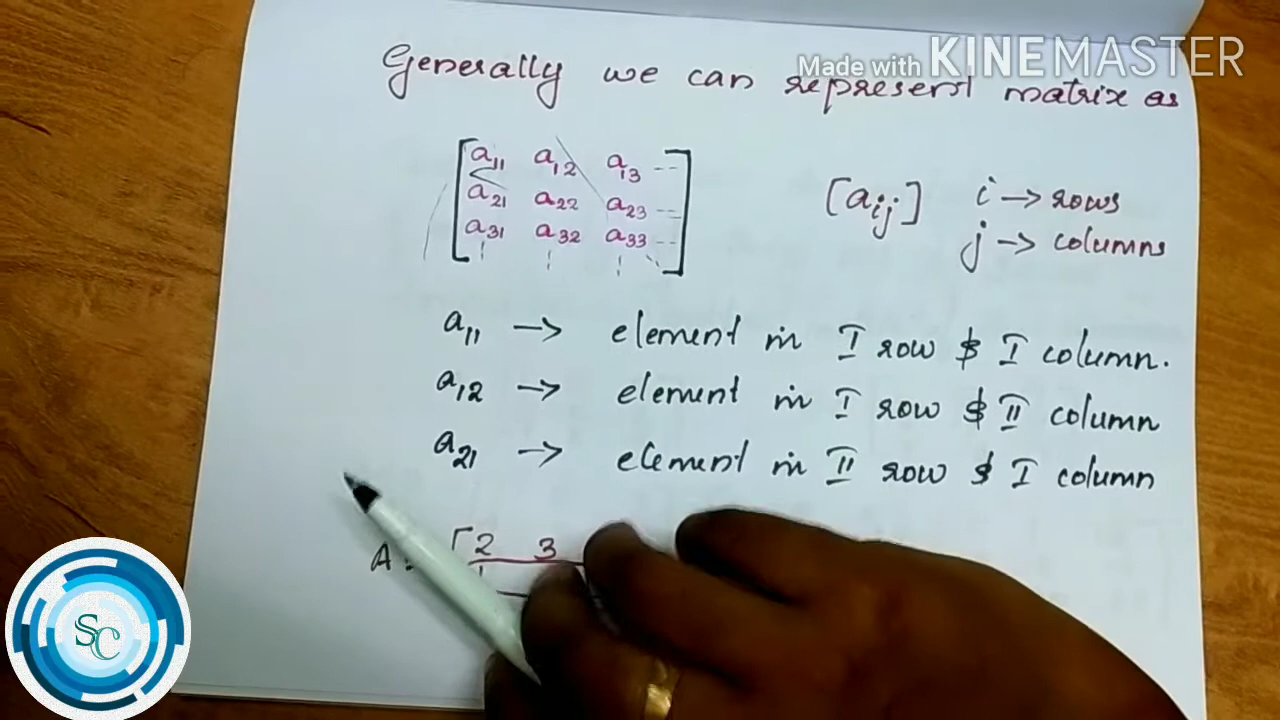 Made with KINEMASTER
Generally we can represent matrix as
a11 a12 a13 --
a21 a22 a23 --
a31 a32 a33 --
[aij] i → rows
j → columns
a11 → element in I row & I column.
a12 → element in I row & II column
a21 → element in II row & I column
A = [2 3
SC